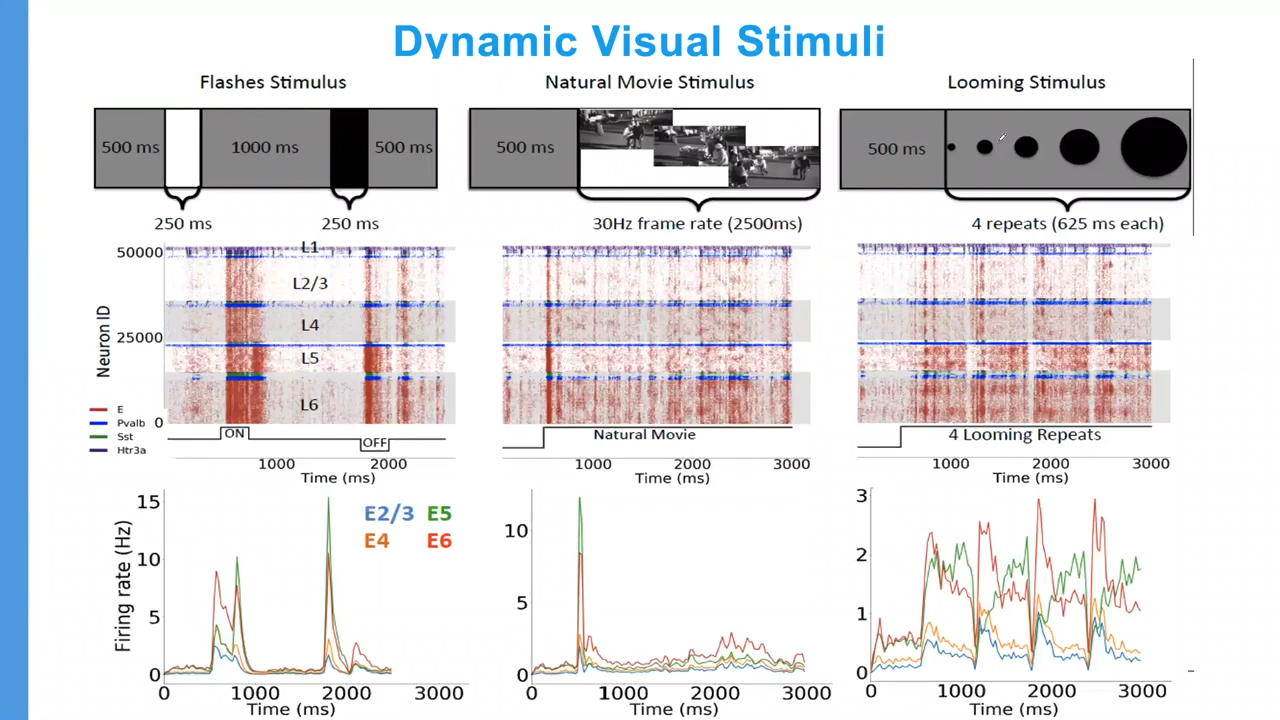 Dynamic Visual Stimuli
Flashes Stimulus
Natural Movie Stimulus
Looming Stimulus
500 ms
1000 ms
500 ms
500 ms
500 ms
250 ms
250 ms
30Hz frame rate (2500ms)
4 repeats (625 ms each)
50000
25000
0
Neuron ID
L1
L2/3
L4
L5
L6
E
Pvalb
Sst
Htr3a
ON
OFF
Natural Movie
4 Looming Repeats
1000
2000
1000
2000
3000
1000
2000
3000
Time (ms)
Time (ms)
Time (ms)
Firing rate (Hz)
15
10
5
0
E2/3 E5
E4 E6
10
5
0
3
2
1
0
0
1000
2000
3000
0
1000
2000
3000
0
1000
2000
3000
Time (ms)
Time (ms)
Time (ms)